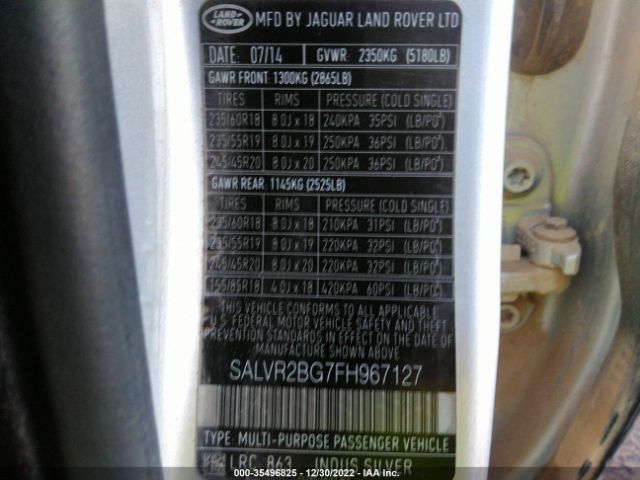 LAND ROVER
MFD BY JAGUAR LAND ROVER LTD
DATE: 07/14 GVWR: 2350KG (5180LB)
GAWR FRONT: 1300KG (2865LB)
TIRES RIMS PRESSURE (COLD SINGLE)
235/60R18 8.0J x 18 240KPA 35PSI (LB/PO²)
235/55R19 8.0J x 19 250KPA 36PSI (LB/PO²)
245/45R20 8.0J x 20 250KPA 36PSI (LB/PO²)
GAWR REAR: 1145KG (2525LB)
TIRES RIMS PRESSURE (COLD SINGLE)
235/60R18 8.0J x 18 210KPA 31PSI (LB/PO²)
235/55R19 8.0J x 19 220KPA 32PSI (LB/PO²)
245/45R20 8.0J x 20 220KPA 32PSI (LB/PO²)
155/85R18 4.0J x 18 420KPA 60PSI (LB/PO²)
THIS VEHICLE CONFORMS TO ALL APPLICABLE
U.S. FEDERAL MOTOR VEHICLE SAFETY AND THEFT
PREVENTION STANDARDS IN EFFECT ON THE DATE OF
MANUFACTURE SHOWN ABOVE.
SALVR2BG7FH967127
TYPE: MULTI-PURPOSE PASSENGER VEHICLE
LRC 863 INDUS SILVER
000-35496825 - 12/30/2022 - IAA Inc.